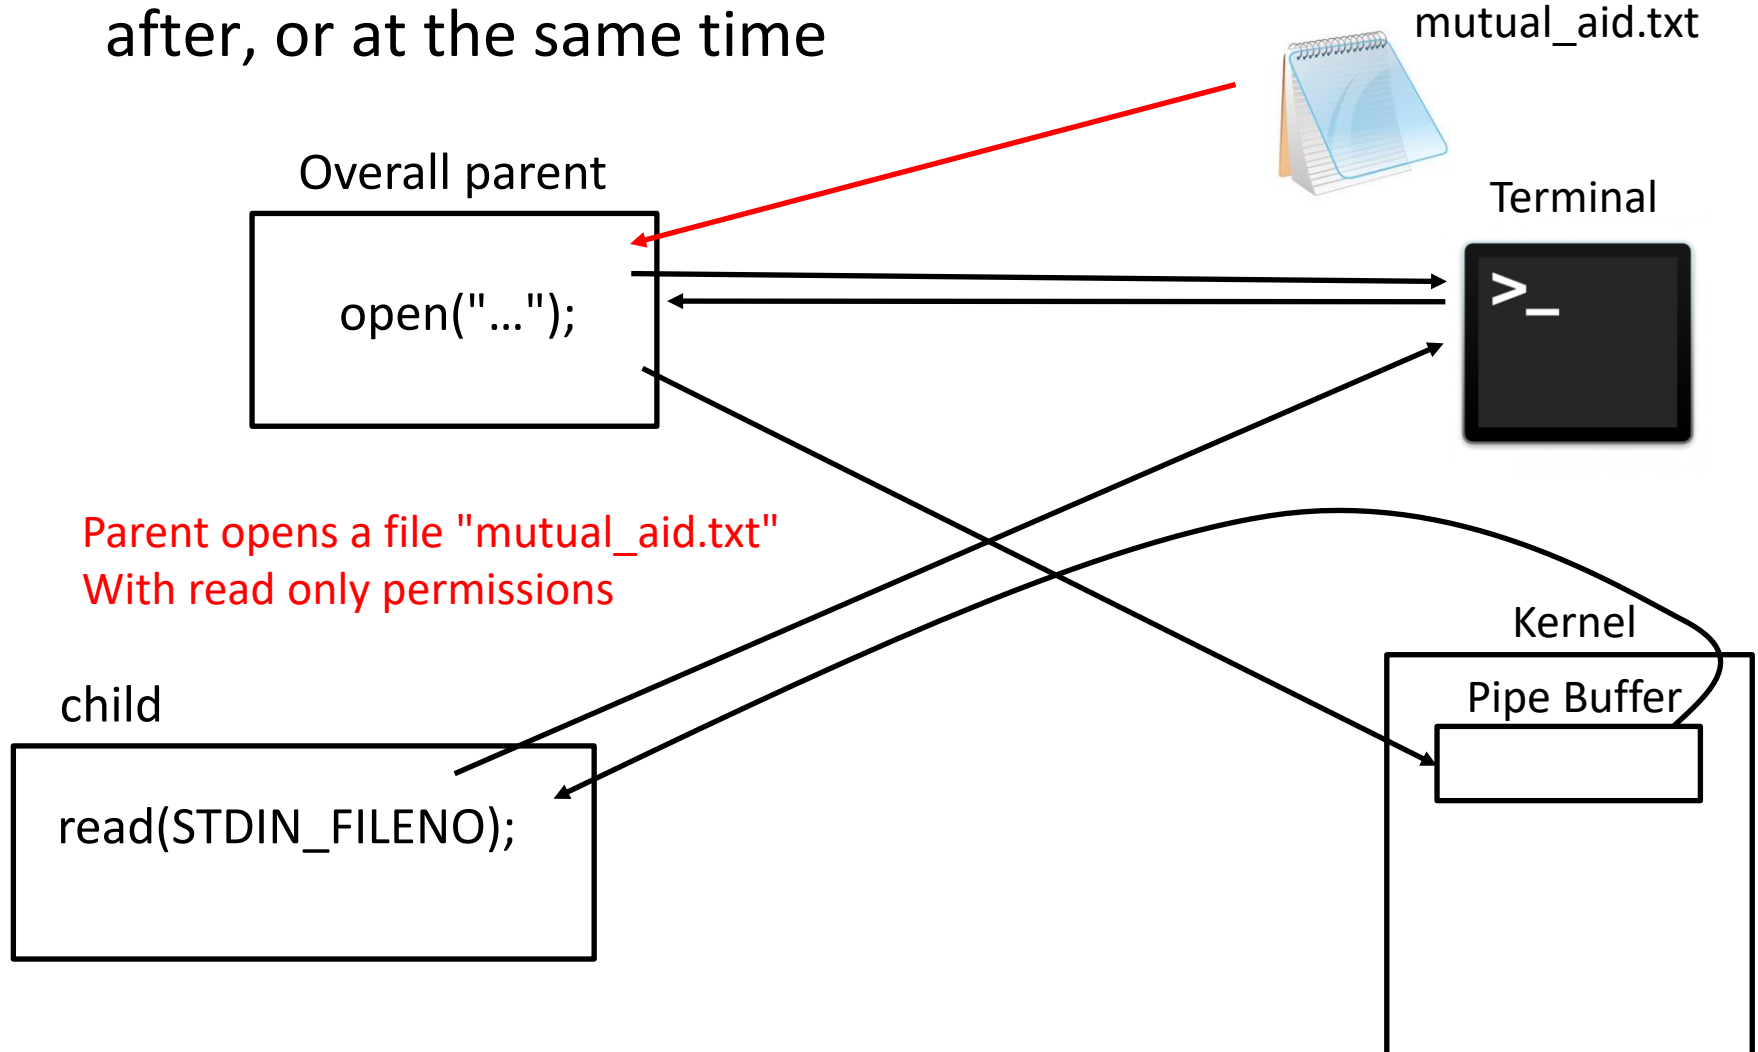 after, or at the same time
mutual_aid.txt
Overall parent
Terminal
open("…");
>_
Parent opens a file "mutual_aid.txt"
With read only permissions
Kernel
child
Pipe Buffer
read(STDIN_FILENO);